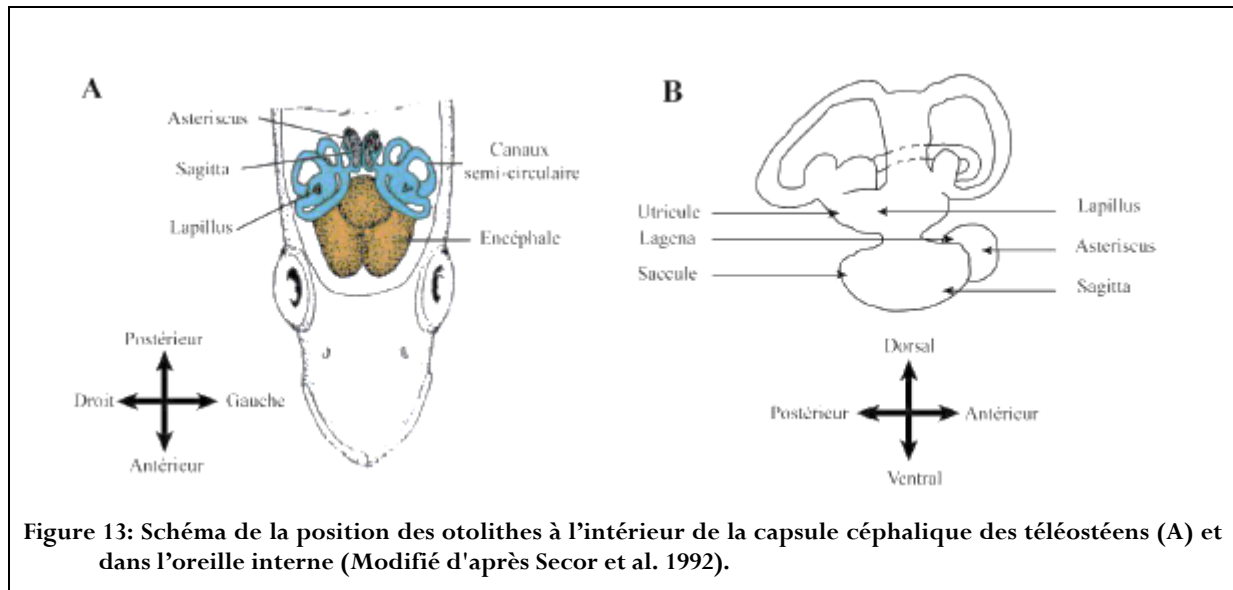 A
Asteriscus
Sagitta
Lapillus
Canaux
semi-circulaire
Encéphale
Postérieur
Droit
Gauche
Antérieur
B
Utricule
Lagena
Saccule
Lapillus
Asteriscus
Sagitta
Dorsal
Postérieur
Antérieur
Ventral
Figure 13: Schéma de la position des otolithes à l’intérieur de la capsule céphalique des téléostéens (A) et
dans l’oreille interne (Modifié d'après Secor et al. 1992).